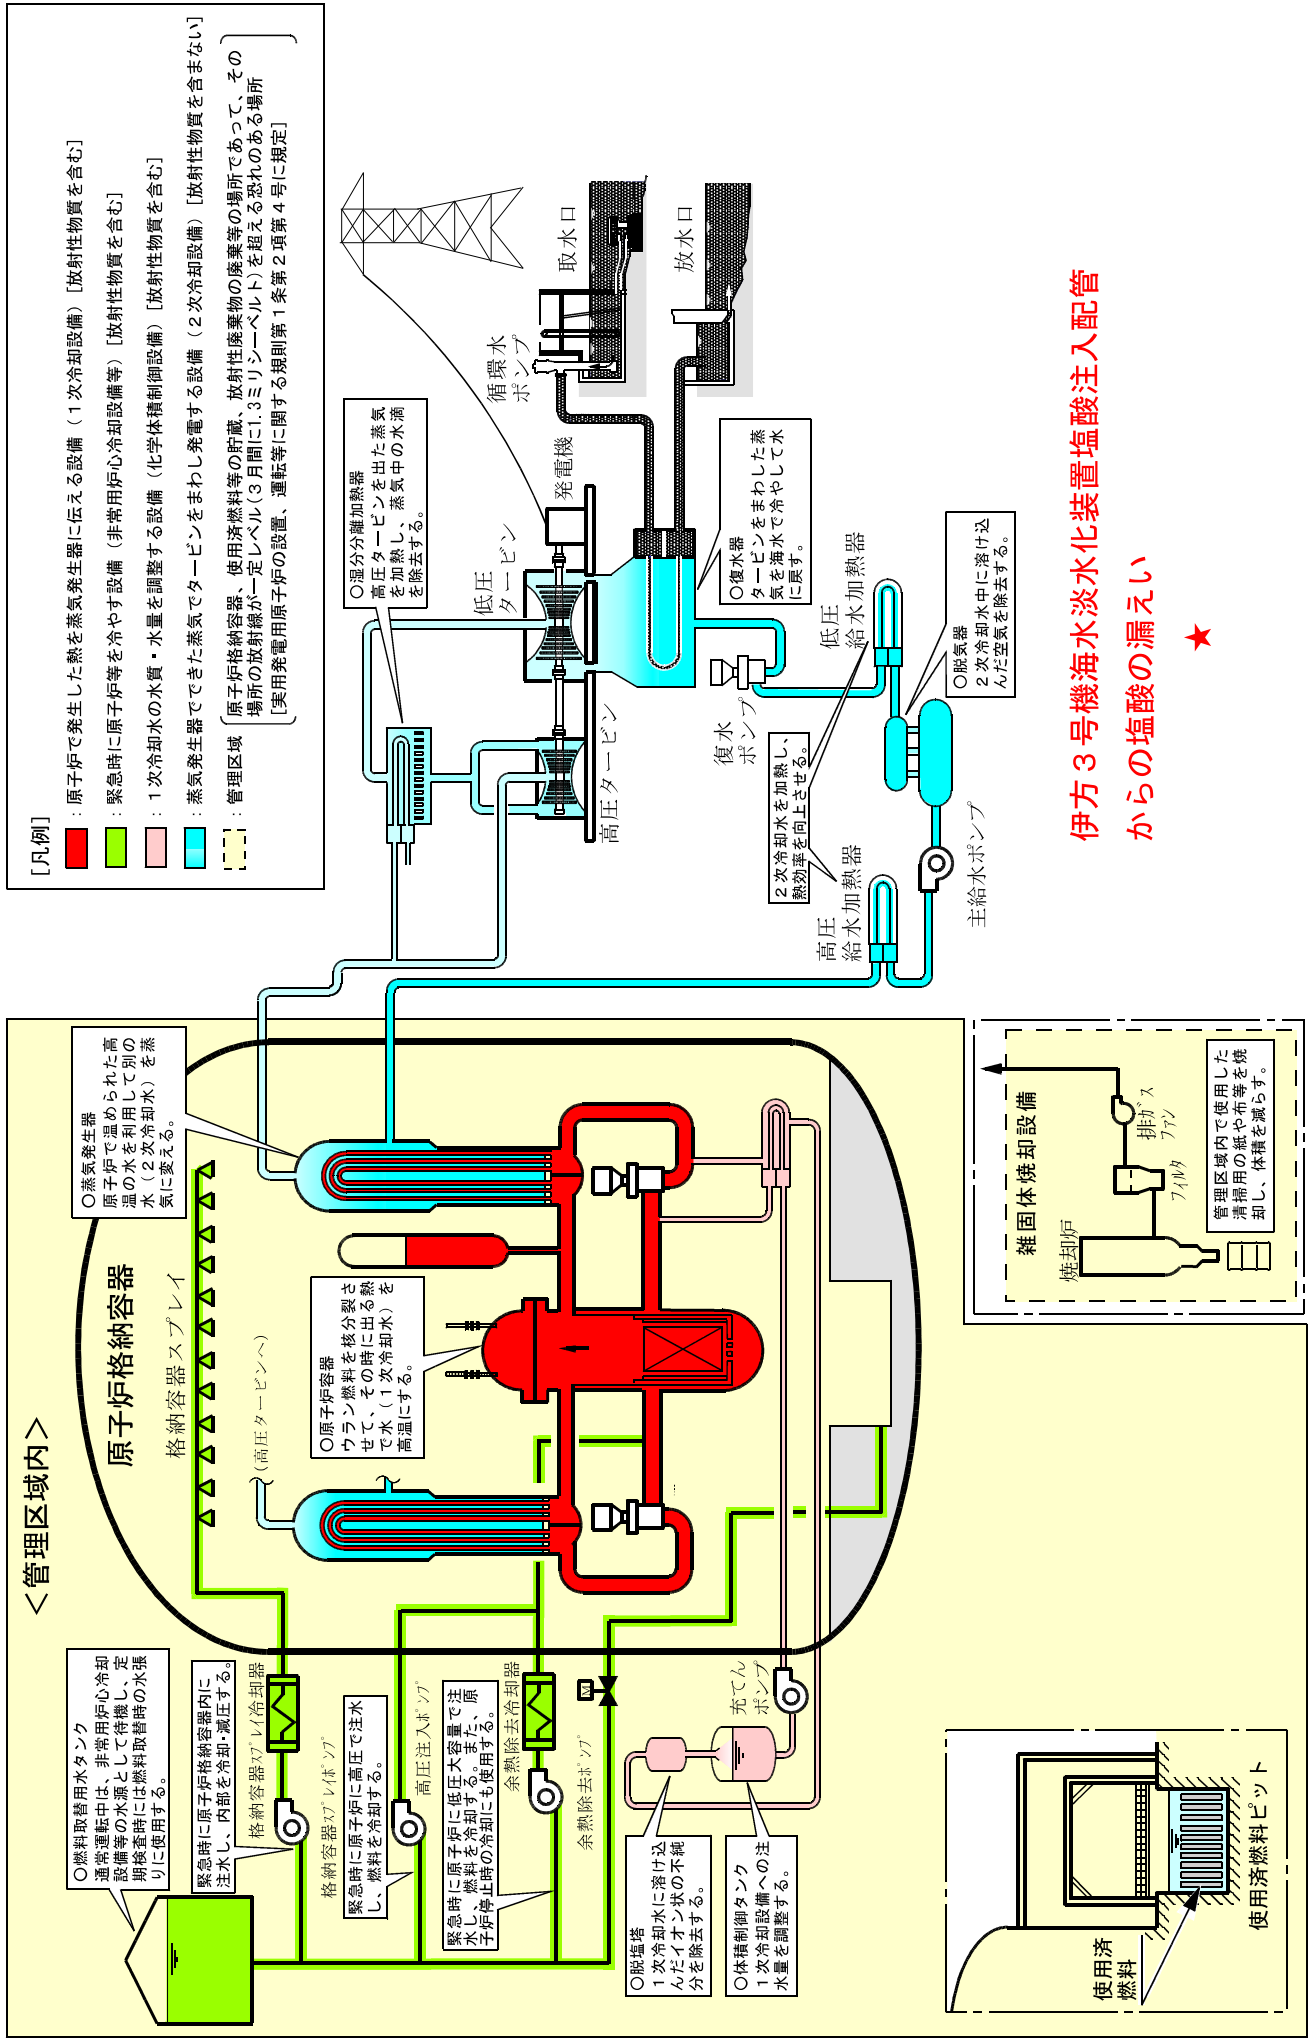 [凡例]
：原子炉で発生した熱を蒸気発生器に伝える設備（１次冷却設備）［放射性物質を含む］
：緊急時に原子炉等を冷やす設備（非常用炉心冷却設備等）［放射性物質を含む］
：１次冷却水の水質・水量を調整する設備（化学体積制御設備）［放射性物質を含む］
：蒸気発生器でできた蒸気でタービンをまわし発電する設備（２次冷却設備）［放射性物質を含まない］
：管理区域
原子炉格納容器、使用済燃料等の貯蔵、放射性廃棄物の廃棄等の場所であって、その
場所の放射線が一定レベル（３月間に1.3ミリシーベルト）を超える恐れのある場所
［実用発電用原子炉の設置、運転等に関する規則第１条第２項第４号に規定］
＜管理区域内＞
原子炉格納容器
格納容器スプレイ
（高圧タービンへ）
○蒸気発生器
原子炉で温められた高
温の水を利用して別の
水（２次冷却水）を蒸
気に変える。
○原子炉容器
ウラン燃料を核分裂さ
せて、その時に出る熱
で水（１次冷却水）を
高温にする。
○燃料取替用水タンク
通常運転中は、非常用炉心冷却
設備等の水源として待機し、定
期検査時には燃料取替時の水張
りに使用する。
緊急時に原子炉格納容器内に
注水し、内部を冷却・減圧する。
格納容器スプレイ冷却器
格納容器スプレイポンプ
緊急時に原子炉に高圧で注水
し、燃料を冷却する。
高圧注入ポンプ
緊急時に原子炉に低圧大容量で注
水し、燃料を冷却する。また、原
子炉停止時の冷却にも使用する。
余熱除去冷却器
余熱除去ポンプ
M
○脱塩塔
１次冷却水に溶け込
んだイオン状の不純
分を除去する。
○体積制御タンク
１次冷却設備への注
水量を調整する。
充てん
ポンプ
○湿分分離加熱器
高圧タービンを出た蒸気
を加熱し、蒸気中の水滴
を除去する。
高圧タービン
低圧
タービン
発電機
循環水
ポンプ
取水口
放水口
○復水器
タービンをまわした蒸
気を海水で冷やして水
に戻す。
復水
ポンプ
低圧
給水加熱器
２次冷却水を加熱し、
熱効率を向上させる。
高圧
給水加熱器
○脱気器
２次冷却水中に溶け込
んだ空気を除去する。
主給水ポンプ
伊方３号機海水淡水化装置塩酸注入配管
からの塩酸の漏えい
★
雑固体焼却設備
焼却炉
フィルタ
排ガス
ファン
管理区域内で使用した
清掃用の紙や布等を焼
却し、体積を減らす。
使用済
燃料
使用済燃料ピット